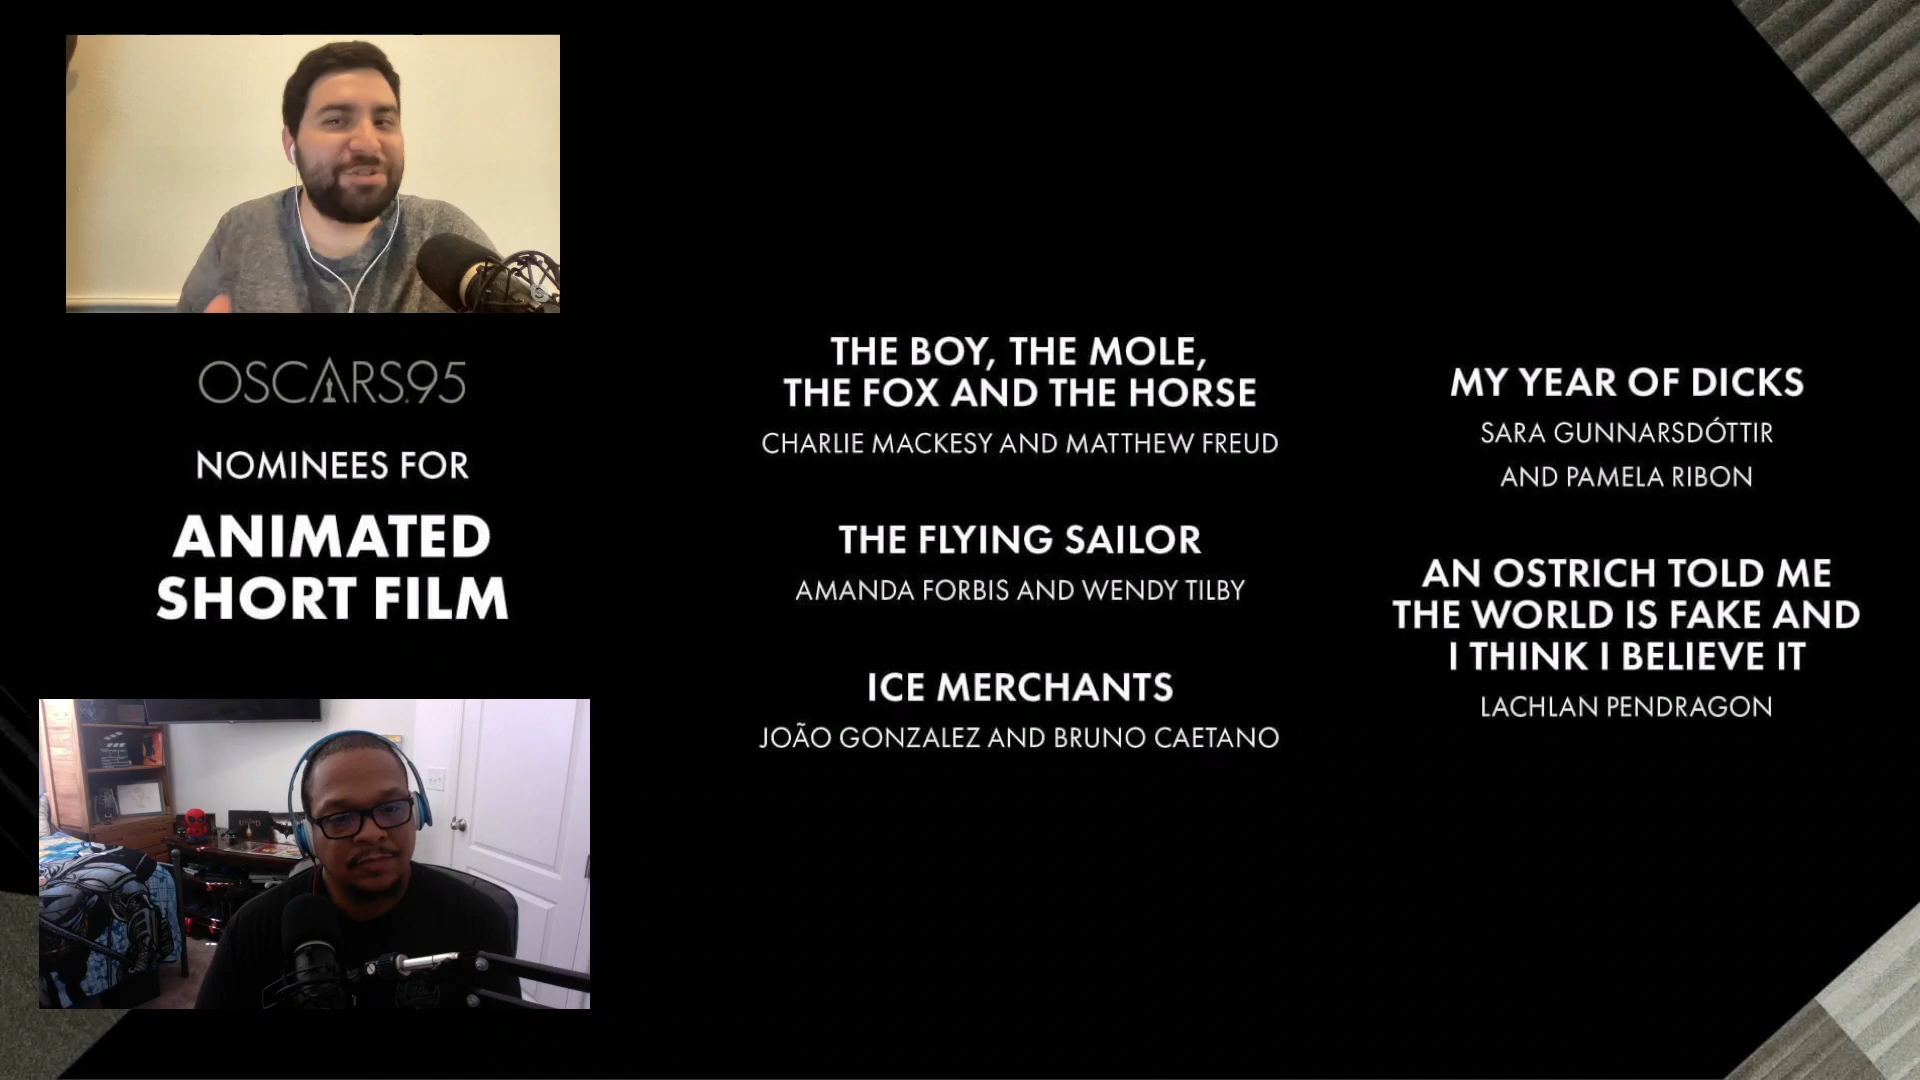 OSCARS.95
NOMINEES FOR
ANIMATED
SHORT FILM
THE BOY, THE MOLE,
THE FOX AND THE HORSE
CHARLIE MACKESY AND MATTHEW FREUD
THE FLYING SAILOR
AMANDA FORBIS AND WENDY TILBY
ICE MERCHANTS
JOÃO GONZALEZ AND BRUNO CAETANO
MY YEAR OF DICKS
SARA GUNNARSDÓTTIR
AND PAMELA RIBON
AN OSTRICH TOLD ME
THE WORLD IS FAKE AND
I THINK I BELIEVE IT
LACHLAN PENDRAGON